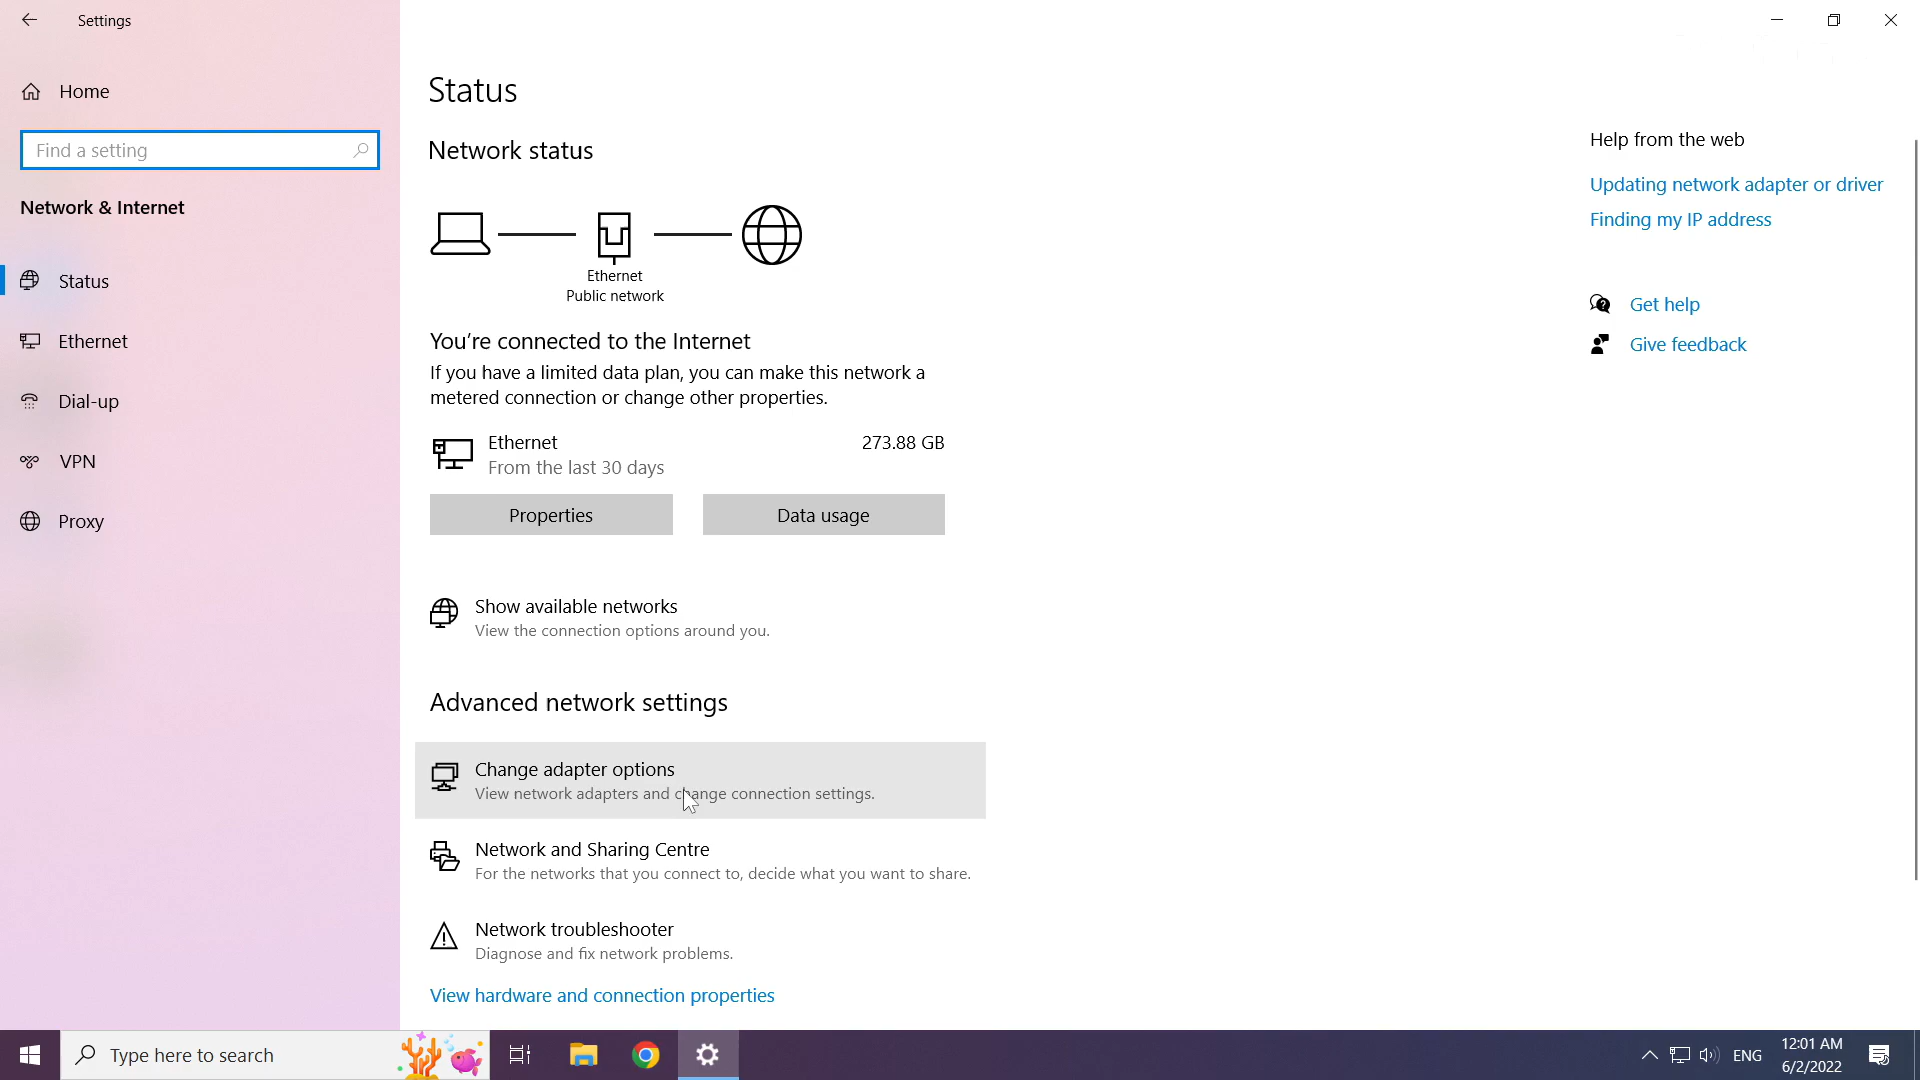 Settings
Home
Find a setting
Network & Internet
Status
Ethernet
Dial-up
VPN
Proxy
Status
Network status
Ethernet
Public network
You're connected to the Internet
If you have a limited data plan, you can make this network a
metered connection or change other properties.
Ethernet 273.88 GB
From the last 30 days
Properties Data usage
Show available networks
View the connection options around you.
Advanced network settings
Change adapter options
View network adapters and change connection settings.
Network and Sharing Centre
For the networks that you connect to, decide what you want to share.
Network troubleshooter
Diagnose and fix network problems.
View hardware and connection properties
Help from the web
Updating network adapter or driver
Finding my IP address
Get help
Give feedback
Type here to search
ENG
12:01 AM
6/2/2022